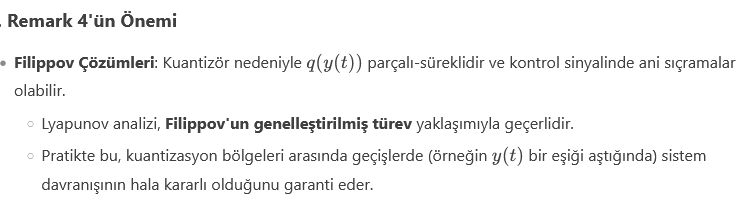 . Remark 4'ün Önemi
• Filippov Çözümleri: Kuantizör nedeniyle q(y(t)) parçalı-süreklidir ve kontrol sinyalinde ani sıçramalar
olabilir.
○ Lyapunov analizi, Filippov'un genelleştirilmiş türev yaklaşımıyla geçerlidir.
○ Pratikte bu, kuantizasyon bölgeleri arasında geçişlerde (örneğin y(t) bir eşiği aştığında) sistem
davranışının hala kararlı olduğunu garanti eder.